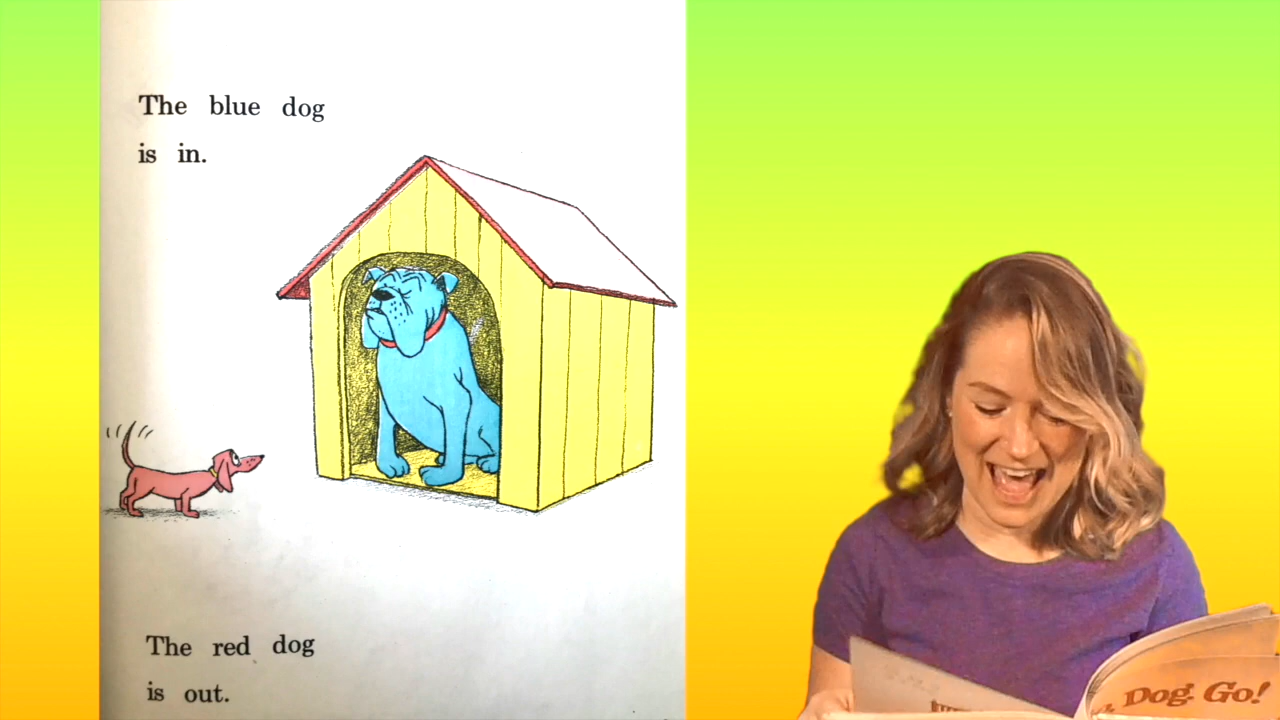 The blue dog
is in.
The red dog
is out.
Dog. Go!